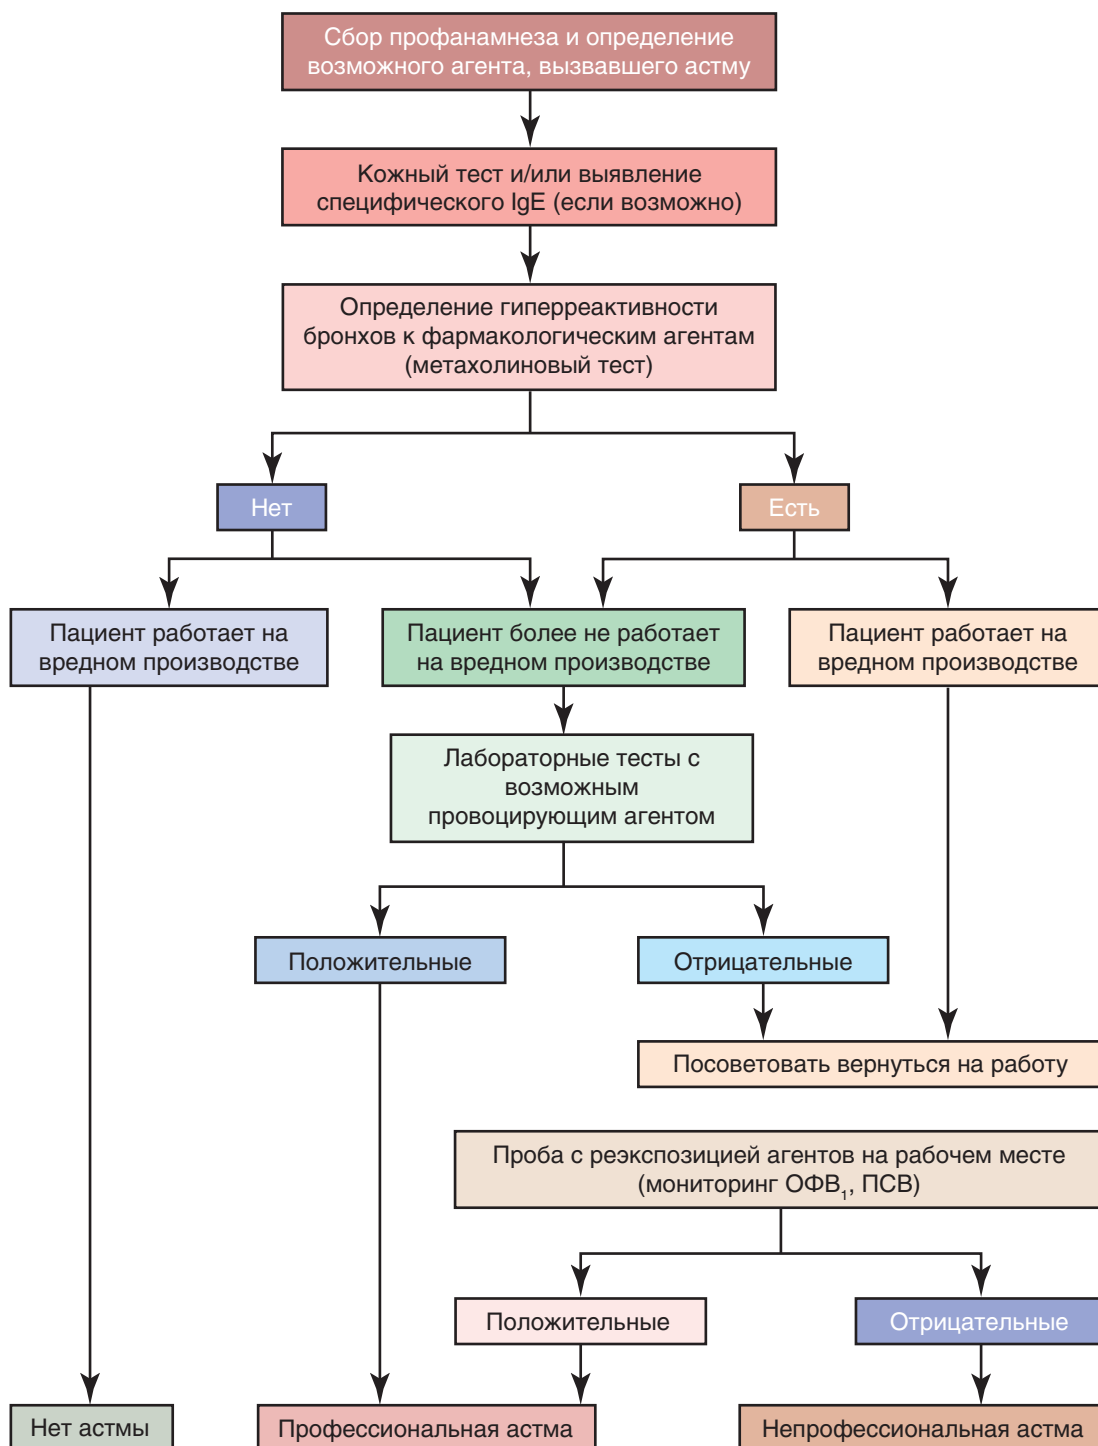 Сбор профанамнеза и определение
возможного агента, вызвавшего астму
Кожный тест и/или выявление
специфического IgE (если возможно)
Определение гиперреактивности
бронхов к фармакологическим агентам
(метахолиновый тест)
Нет
Есть
Пациент работает на
вредном производстве
Пациент более не работает
на вредном производстве
Пациент работает на
вредном производстве
Лабораторные тесты с
возможным
провоцирующим агентом
Положительные
Отрицательные
Посоветовать вернуться на работу
Проба с реэкспозицией агентов на рабочем месте
(мониторинг ОФВ₁, ПСВ)
Положительные
Отрицательные
Нет астмы
Профессиональная астма
Непрофессиональная астма